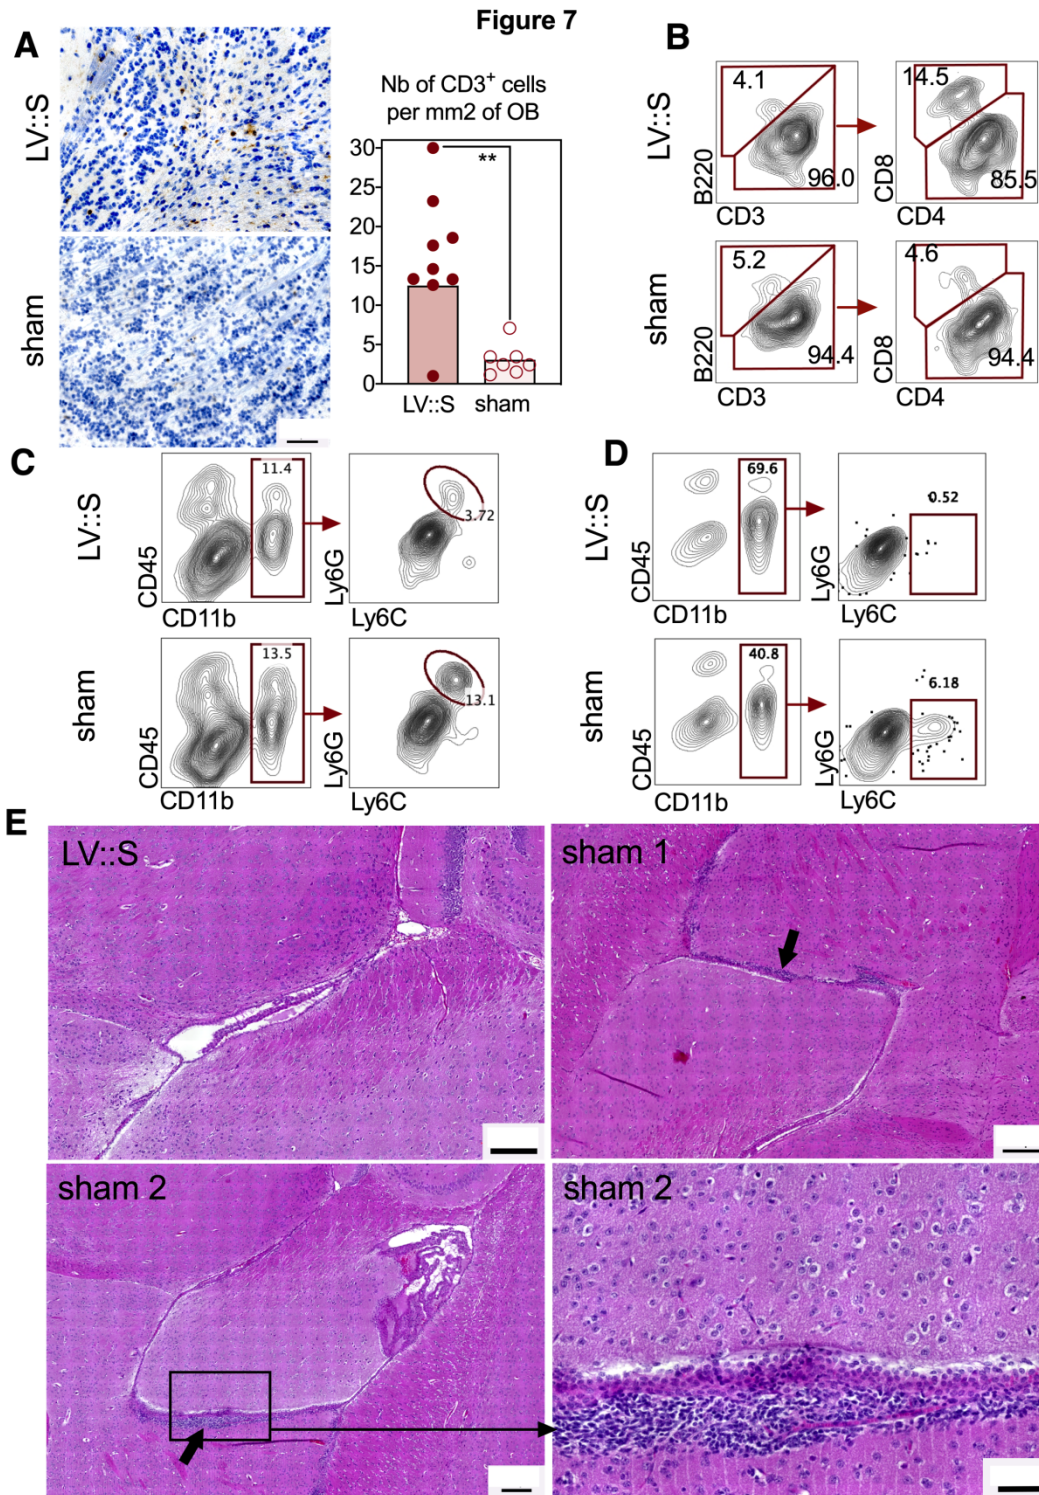 Figure 7
A
LV::S
sham
Nb of CD3⁺ cells
per mm2 of OB
30
25
20
15
10
5
0
**
LV::S
sham
B
LV::S
4.1
96.0
B220
CD3
14.5
85.5
CD8
CD4
sham
5.2
94.4
B220
CD3
4.6
94.4
CD8
CD4
C
LV::S
11.4
CD45
CD11b
3.72
Ly6G
Ly6C
sham
13.5
CD45
CD11b
13.1
Ly6G
Ly6C
D
LV::S
69.6
CD45
CD11b
0.52
Ly6G
Ly6C
sham
40.8
CD45
CD11b
6.18
Ly6G
Ly6C
E
LV::S
sham 1
sham 2
sham 2